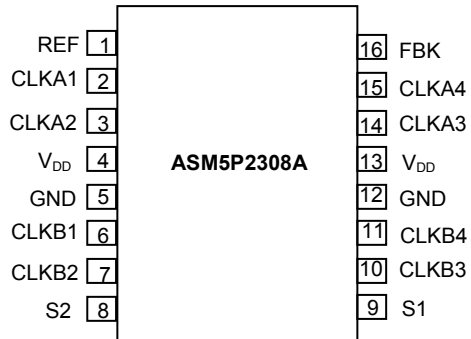 REF 1
CLKA1 2
CLKA2 3
VDD 4
GND 5
CLKB1 6
CLKB2 7
S2 8
ASM5P2308A
16 FBK
15 CLKA4
14 CLKA3
13 VDD
12 GND
11 CLKB4
10 CLKB3
9 S1